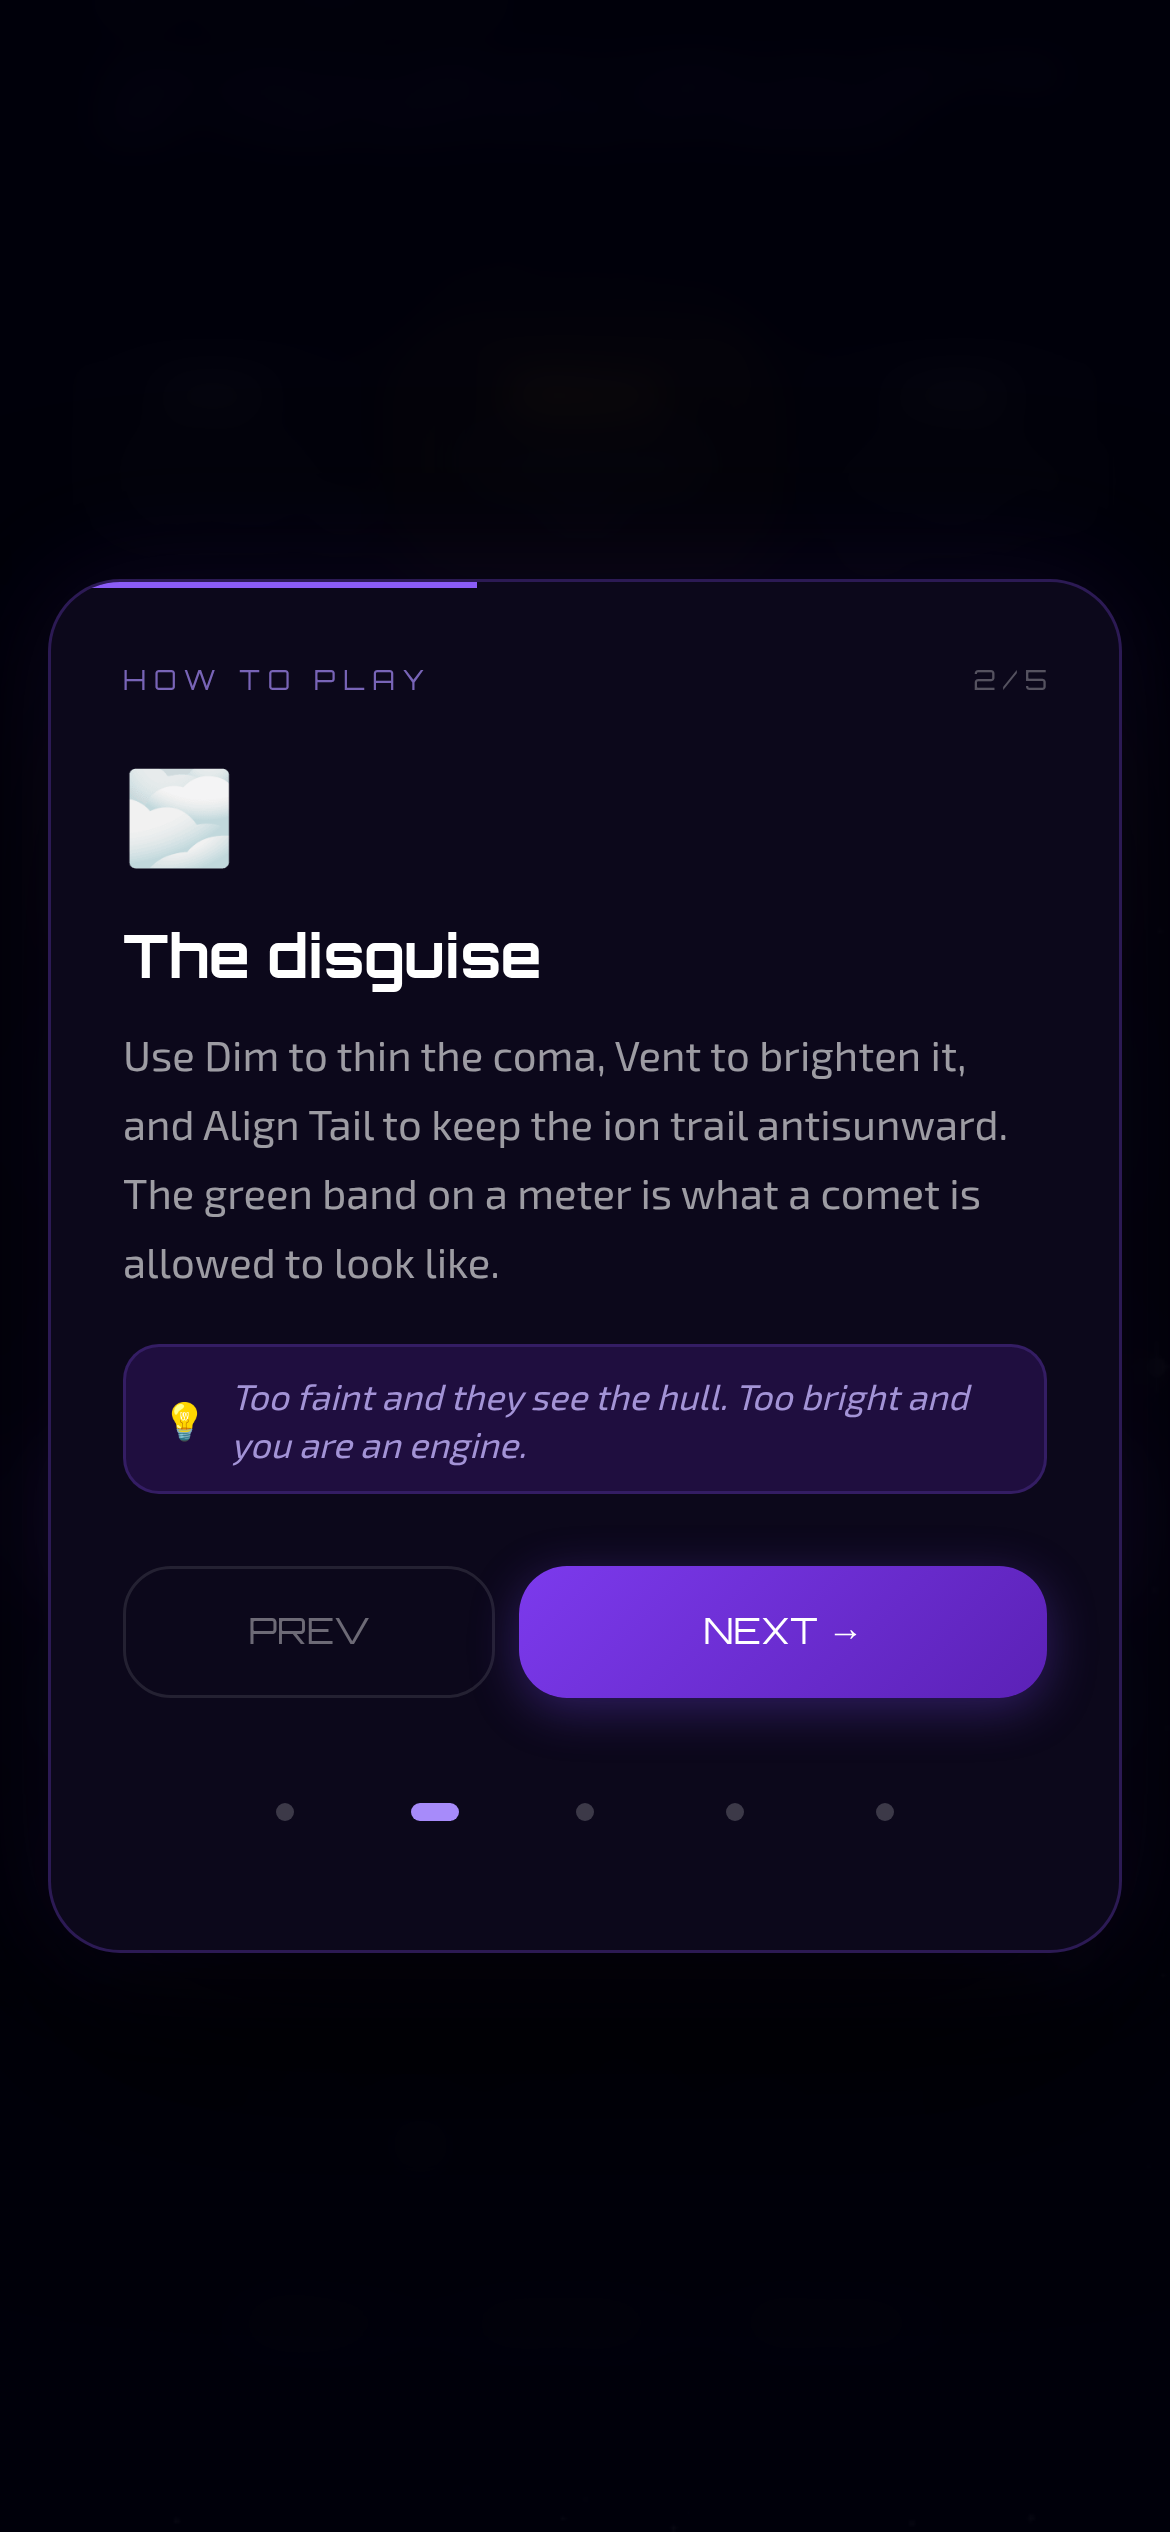 HOW TO PLAY
2/5
The disguise
Use Dim to thin the coma, Vent to brighten it,
and Align Tail to keep the ion trail antisunward.
The green band on a meter is what a comet is
allowed to look like.
Too faint and they see the hull. Too bright and
you are an engine.
PREV
NEXT →